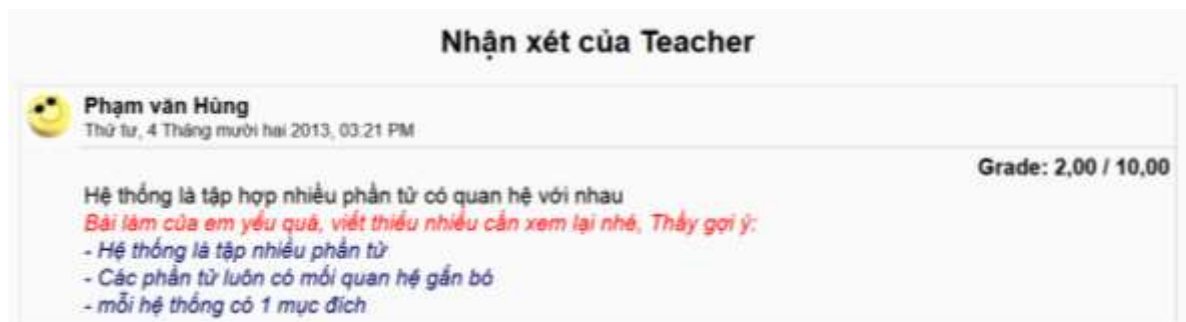 Nhận xét của Teacher
Phạm văn Hùng
Thứ tư, 4 Tháng mười hai 2013, 03:21 PM
Grade: 2,00 / 10,00
Hệ thống là tập hợp nhiều phần tử có quan hệ với nhau
Bài làm của em yếu quá, viết thiếu nhiều cần xem lại nhé, Thầy gợi ý:
- Hệ thống là tập nhiều phần tử
- Các phần tử luôn có mối quan hệ gắn bó
- mỗi hệ thống có 1 mục đích